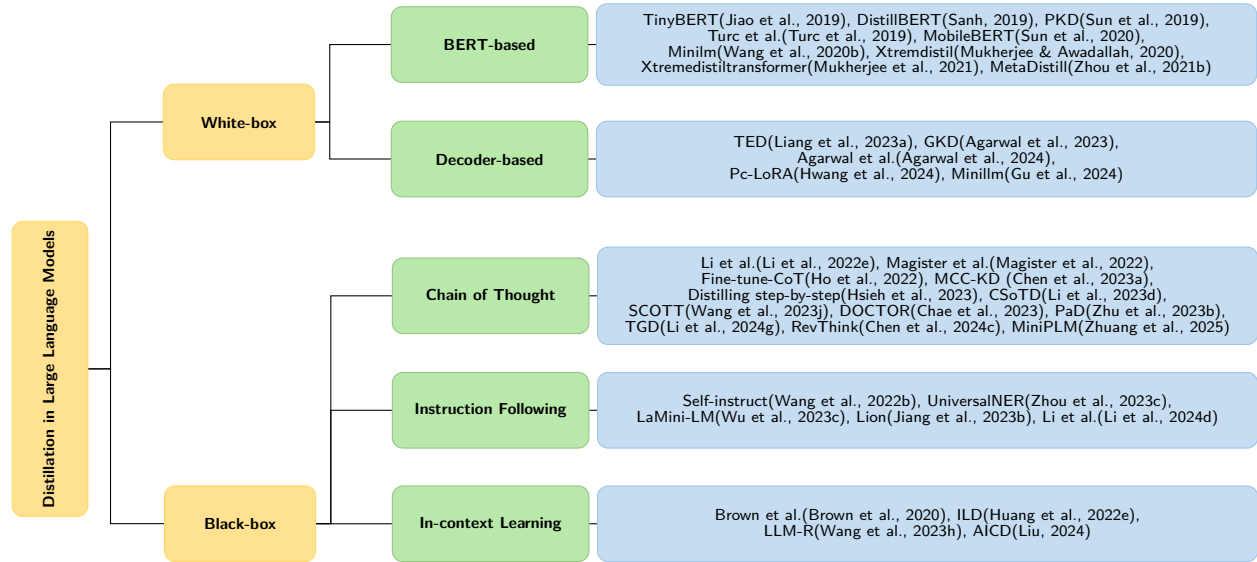 Distillation in Large Language Models
White-box
BERT-based
TinyBERT(Jiao et al., 2019), DistillBERT(Sanh, 2019), PKD(Sun et al., 2019),
Turc et al.(Turc et al., 2019), MobileBERT(Sun et al., 2020),
Minilm(Wang et al., 2020b), Xtremdistil(Mukherjee & Awadallah, 2020),
Xtremedistiltransformer(Mukherjee et al., 2021), MetaDistill(Zhou et al., 2021b)
Decoder-based
TED(Liang et al., 2023a), GKD(Agarwal et al., 2023),
Agarwal et al.(Agarwal et al., 2024),
Pc-LoRA(Hwang et al., 2024), Minillm(Gu et al., 2024)
Chain of Thought
Li et al.(Li et al., 2022e), Magister et al.(Magister et al., 2022),
Fine-tune-CoT(Ho et al., 2022), MCC-KD (Chen et al., 2023a),
Distilling step-by-step(Hsieh et al., 2023), CSoTD(Li et al., 2023d),
SCOTT(Wang et al., 2023j), DOCTOR(Chae et al., 2023), PaD(Zhu et al., 2023b),
TGD(Li et al., 2024g), RevThink(Chen et al., 2024c), MiniPLM(Zhuang et al., 2025)
Instruction Following
Self-instruct(Wang et al., 2022b), UniversalNER(Zhou et al., 2023c),
LaMini-LM(Wu et al., 2023c), Lion(Jiang et al., 2023b), Li et al.(Li et al., 2024d)
Black-box
In-context Learning
Brown et al.(Brown et al., 2020), ILD(Huang et al., 2022e),
LLM-R(Wang et al., 2023h), AICD(Liu, 2024)